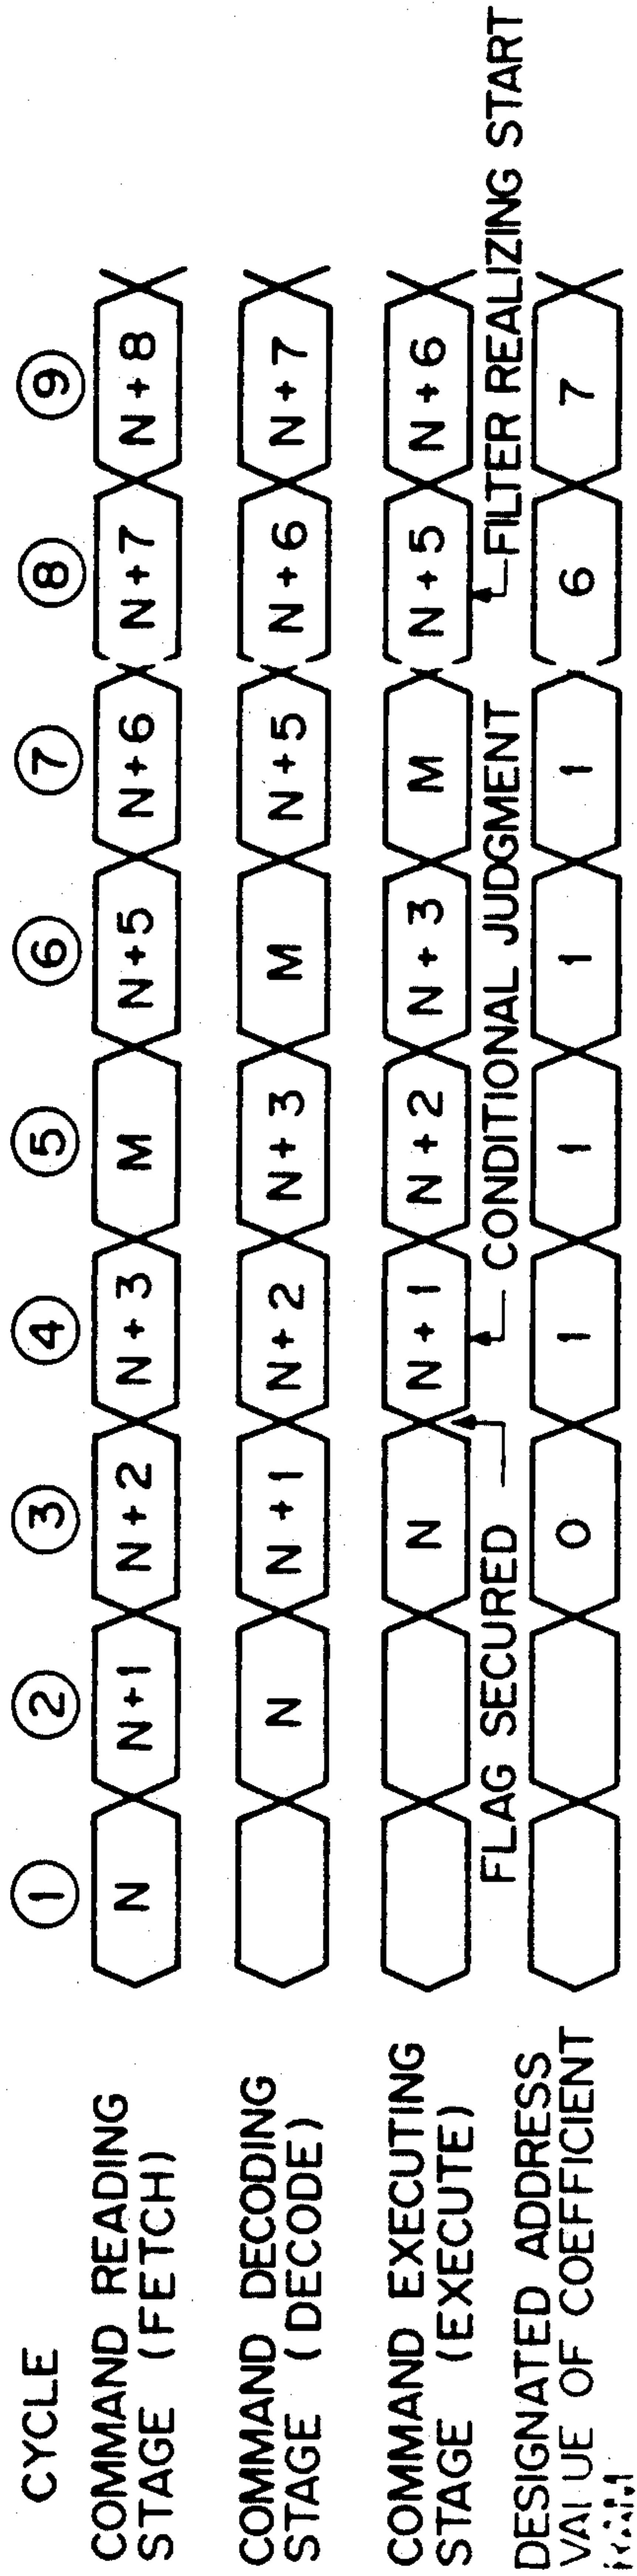 CYCLE ① ② ③ ④ ⑤ ⑥ ⑦ ⑧ ⑨
COMMAND READING
STAGE (FETCH)
N N+1 N+2 N+3 M N+5 N+6 N+7 N+8
COMMAND DECODING
STAGE (DECODE)
N N+1 N+2 N+3 M N+5 N+6 N+7
COMMAND EXECUTING
STAGE (EXECUTE)
N N+1 N+2 N+3 M N+5 N+6
FLAG SECURED CONDITIONAL JUDGMENT FILTER REALIZING START
DESIGNATED ADDRESS
VALUE OF COEFFICIENT
0 1 1 1 1 6 7